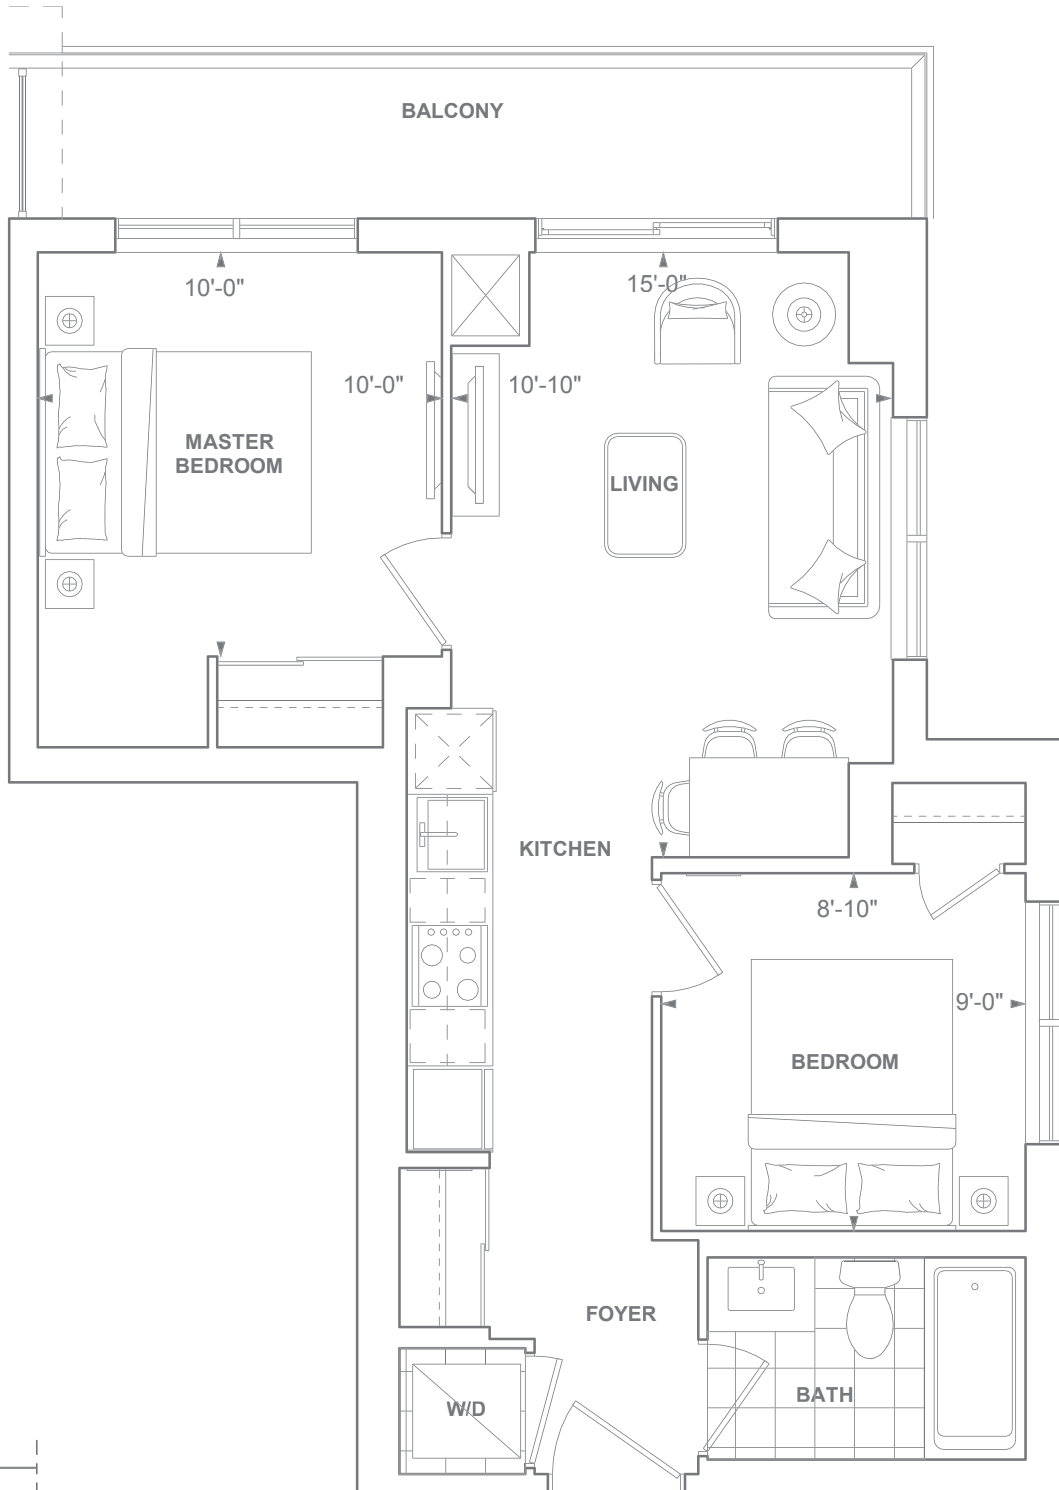 BALCONY
10'-0"
15'-0"
10'-0"
10'-10"
MASTER
BEDROOM
LIVING
KITCHEN
8'-10"
9'-0"
BEDROOM
FOYER
BATH
W/D